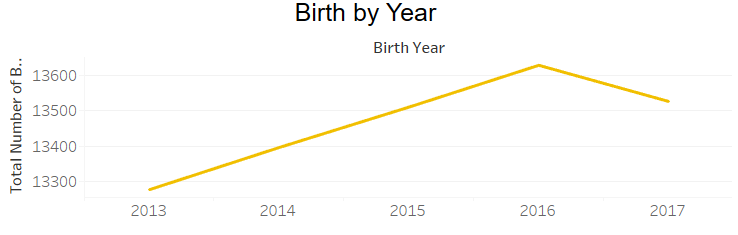 Birth by Year
Birth Year
Total Number of B..
13600
13500
13400
13300
2013 2014 2015 2016 2017